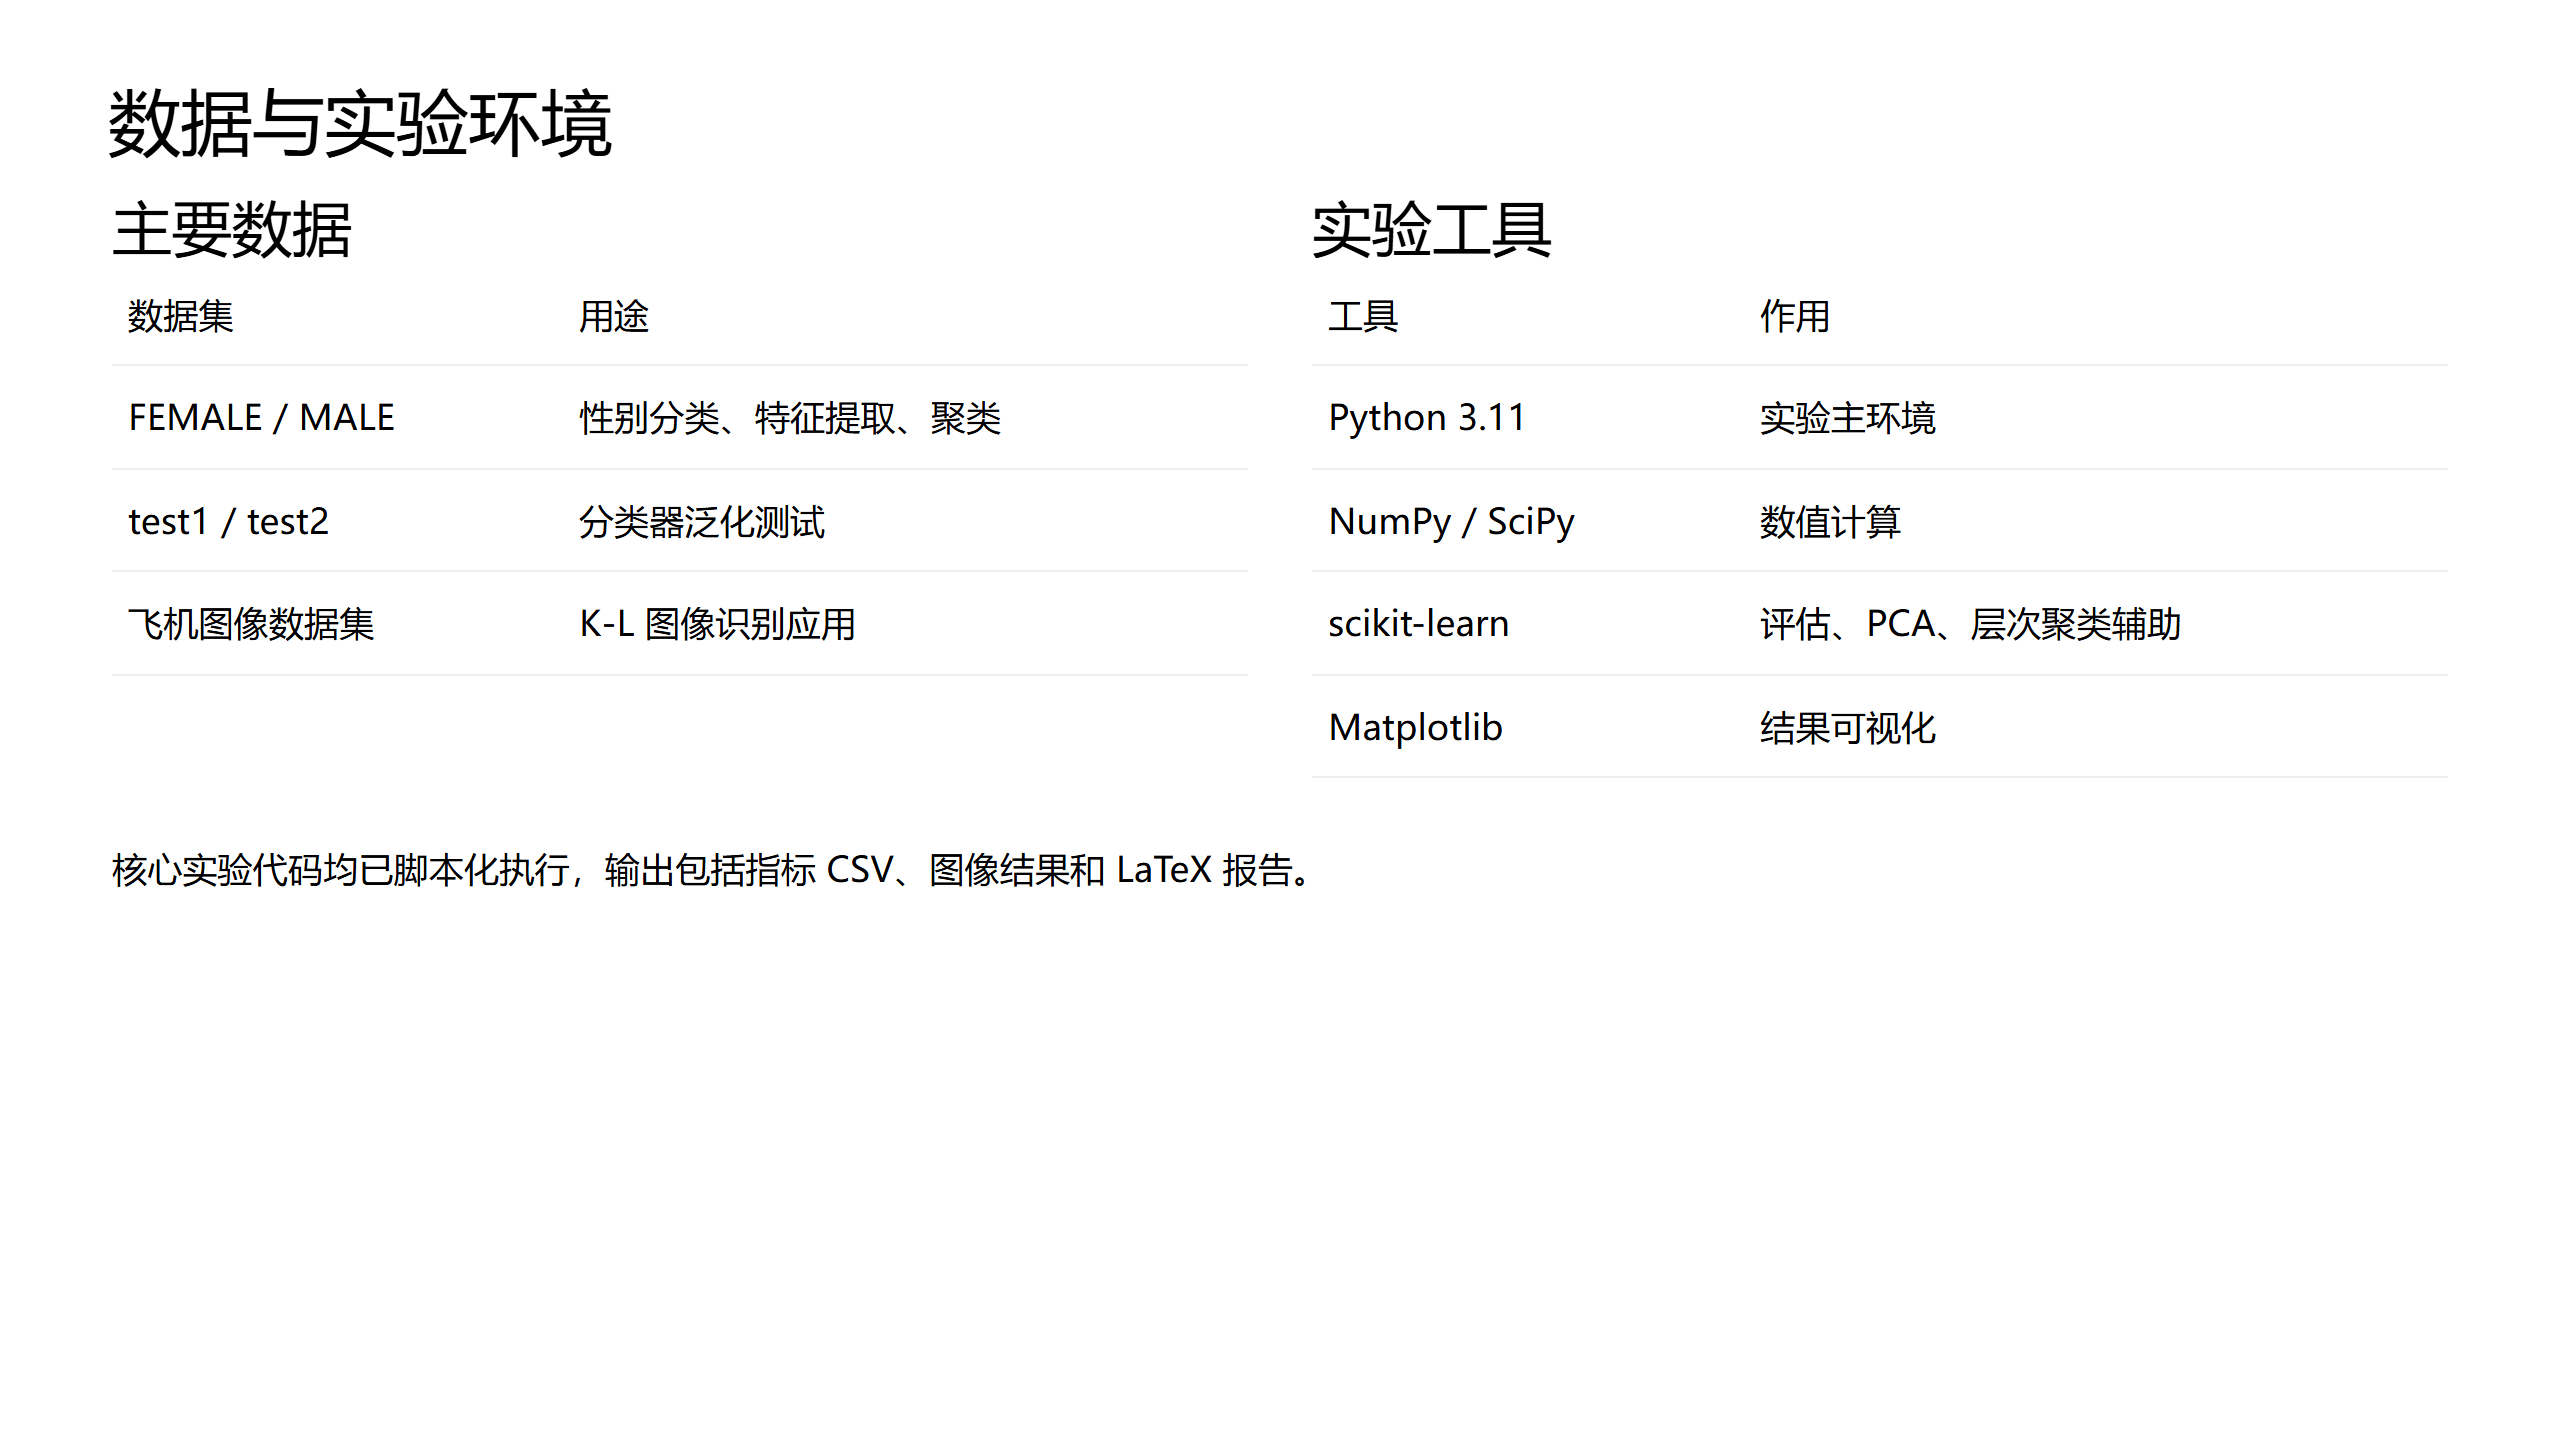 数据与实验环境
主要数据
数据集 用途
FEMALE / MALE 性别分类、特征提取、聚类
test1 / test2 分类器泛化测试
飞机图像数据集 K-L 图像识别应用
实验工具
工具 作用
Python 3.11 实验主环境
NumPy / SciPy 数值计算
scikit-learn 评估、PCA、层次聚类辅助
Matplotlib 结果可视化
核心实验代码均已脚本化执行，输出包括指标 CSV、图像结果和 LaTeX 报告。